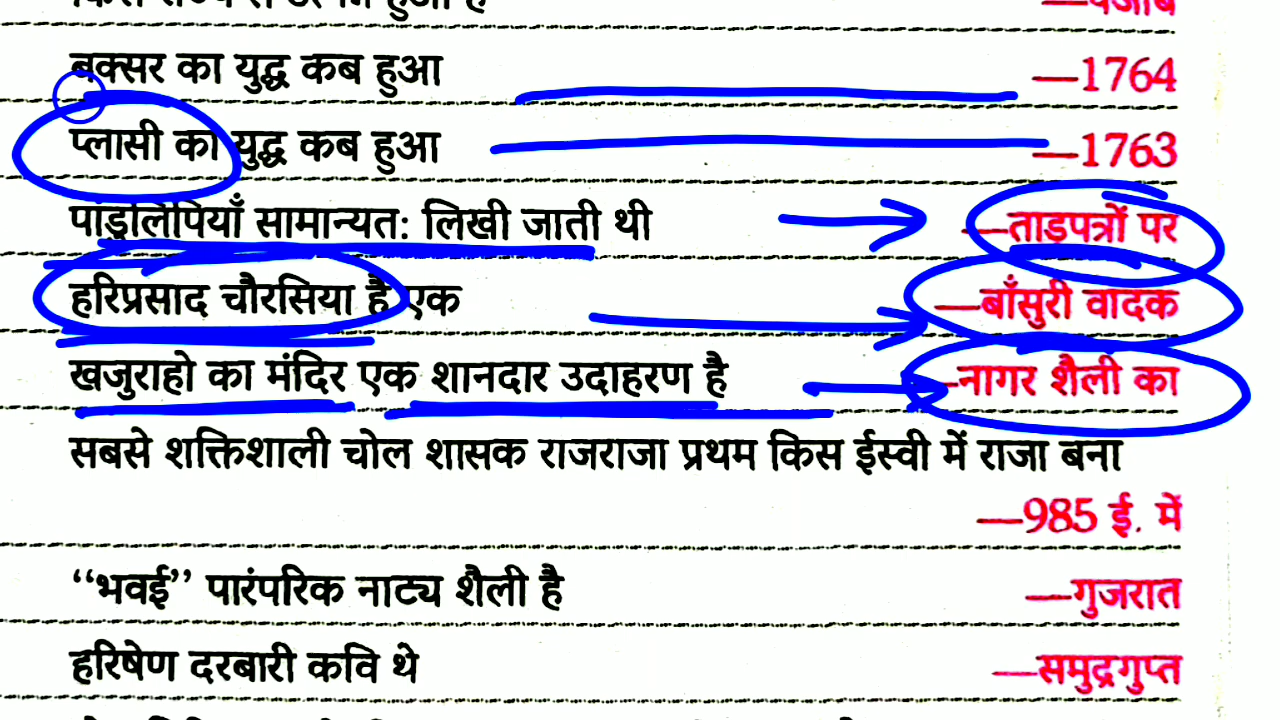 —पंजाब
बक्सर का युद्ध कब हुआ —1764
प्लासी का युद्ध कब हुआ —1763
पांडुलिपियाँ सामान्यत: लिखी जाती थी —ताड़पत्रों पर
हरिप्रसाद चौरसिया है एक —बाँसुरी वादक
खजुराहो का मंदिर एक शानदार उदाहरण है —नागर शैली का
सबसे शक्तिशाली चोल शासक राजराजा प्रथम किस ईस्वी में राजा बना
—985 ई. में
“भवई” पारंपरिक नाट्य शैली है —गुजरात
हरिषेण दरबारी कवि थे —समुद्रगुप्त